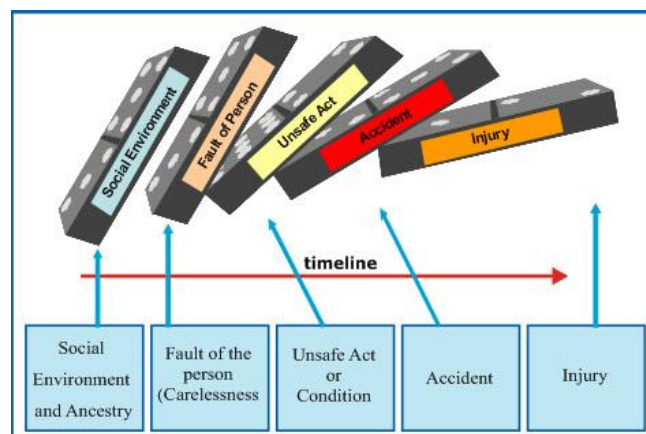 Social Environment
Fault of Person
Unsafe Act
Accident
Injury
timeline
Social
Environment
and Ancestry
Fault of the
person
(Carelessness
Unsafe Act
or
Condition
Accident
Injury